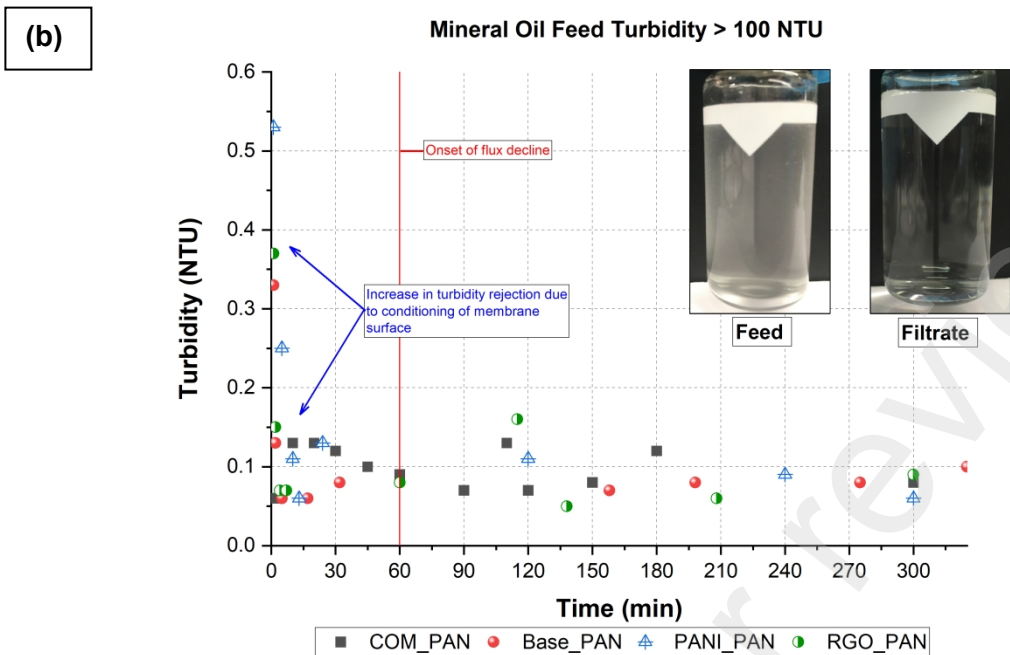 (b)
Mineral Oil Feed Turbidity > 100 NTU
0.6
0.5
0.4
0.3
0.2
0.1
0.0
Turbidity (NTU)
Onset of flux decline
Increase in turbidity rejection due
to conditioning of membrane
surface
Feed
Filtrate
0 30 60 90 120 150 180 210 240 270 300
Time (min)
COM_PAN Base_PAN PANI_PAN RGO_PAN